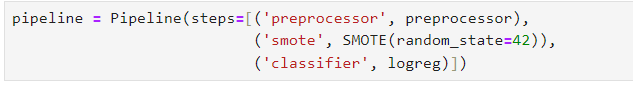 pipeline = Pipeline(steps=[('preprocessor', preprocessor),
('smote', SMOTE(random_state=42)),
('classifier', logreg)])